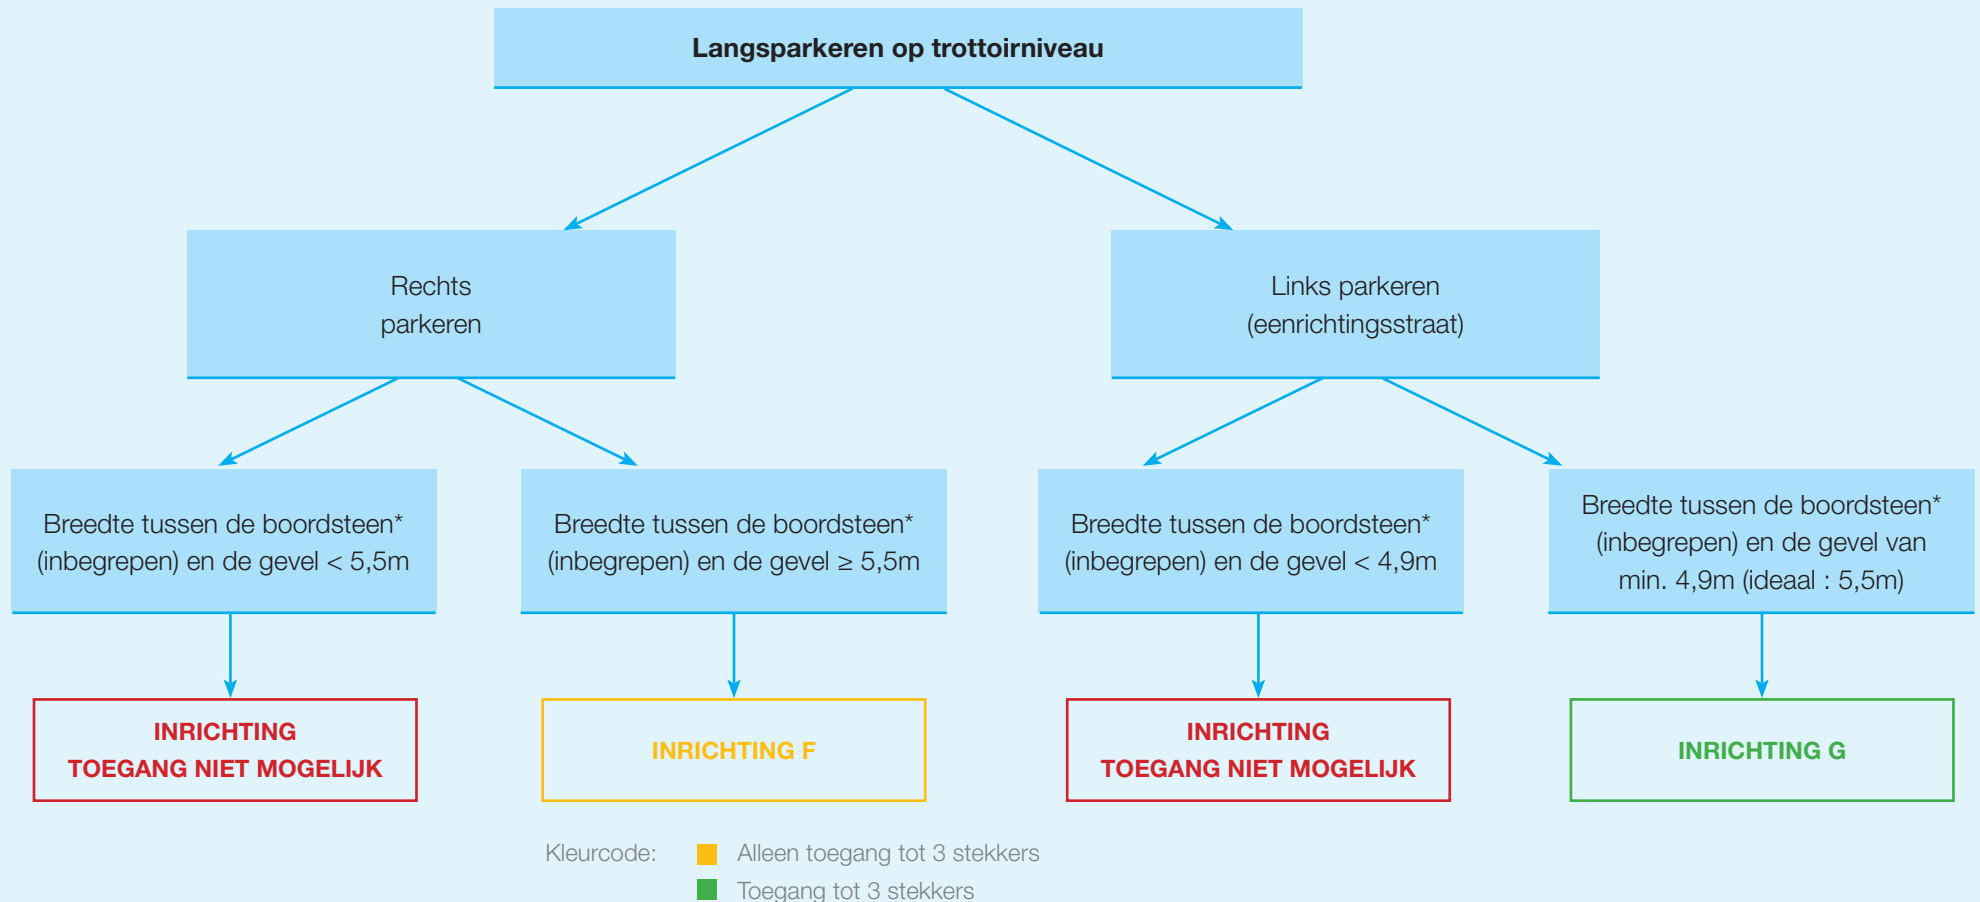 Langsparkeren op trottoirniveau
Rechts
parkeren
Links parkeren
(eenrichtingsstraat)
Breedte tussen de boordsteen*
(inbegrepen) en de gevel < 5,5m
Breedte tussen de boordsteen*
(inbegrepen) en de gevel ≥ 5,5m
Breedte tussen de boordsteen*
(inbegrepen) en de gevel < 4,9m
Breedte tussen de boordsteen*
(inbegrepen) en de gevel van
min. 4,9m (ideaal : 5,5m)
INRICHTING
TOEGANG NIET MOGELIJK
INRICHTING F
INRICHTING
TOEGANG NIET MOGELIJK
INRICHTING G
Kleurcode: Alleen toegang tot 3 stekkers
Toegang tot 3 stekkers